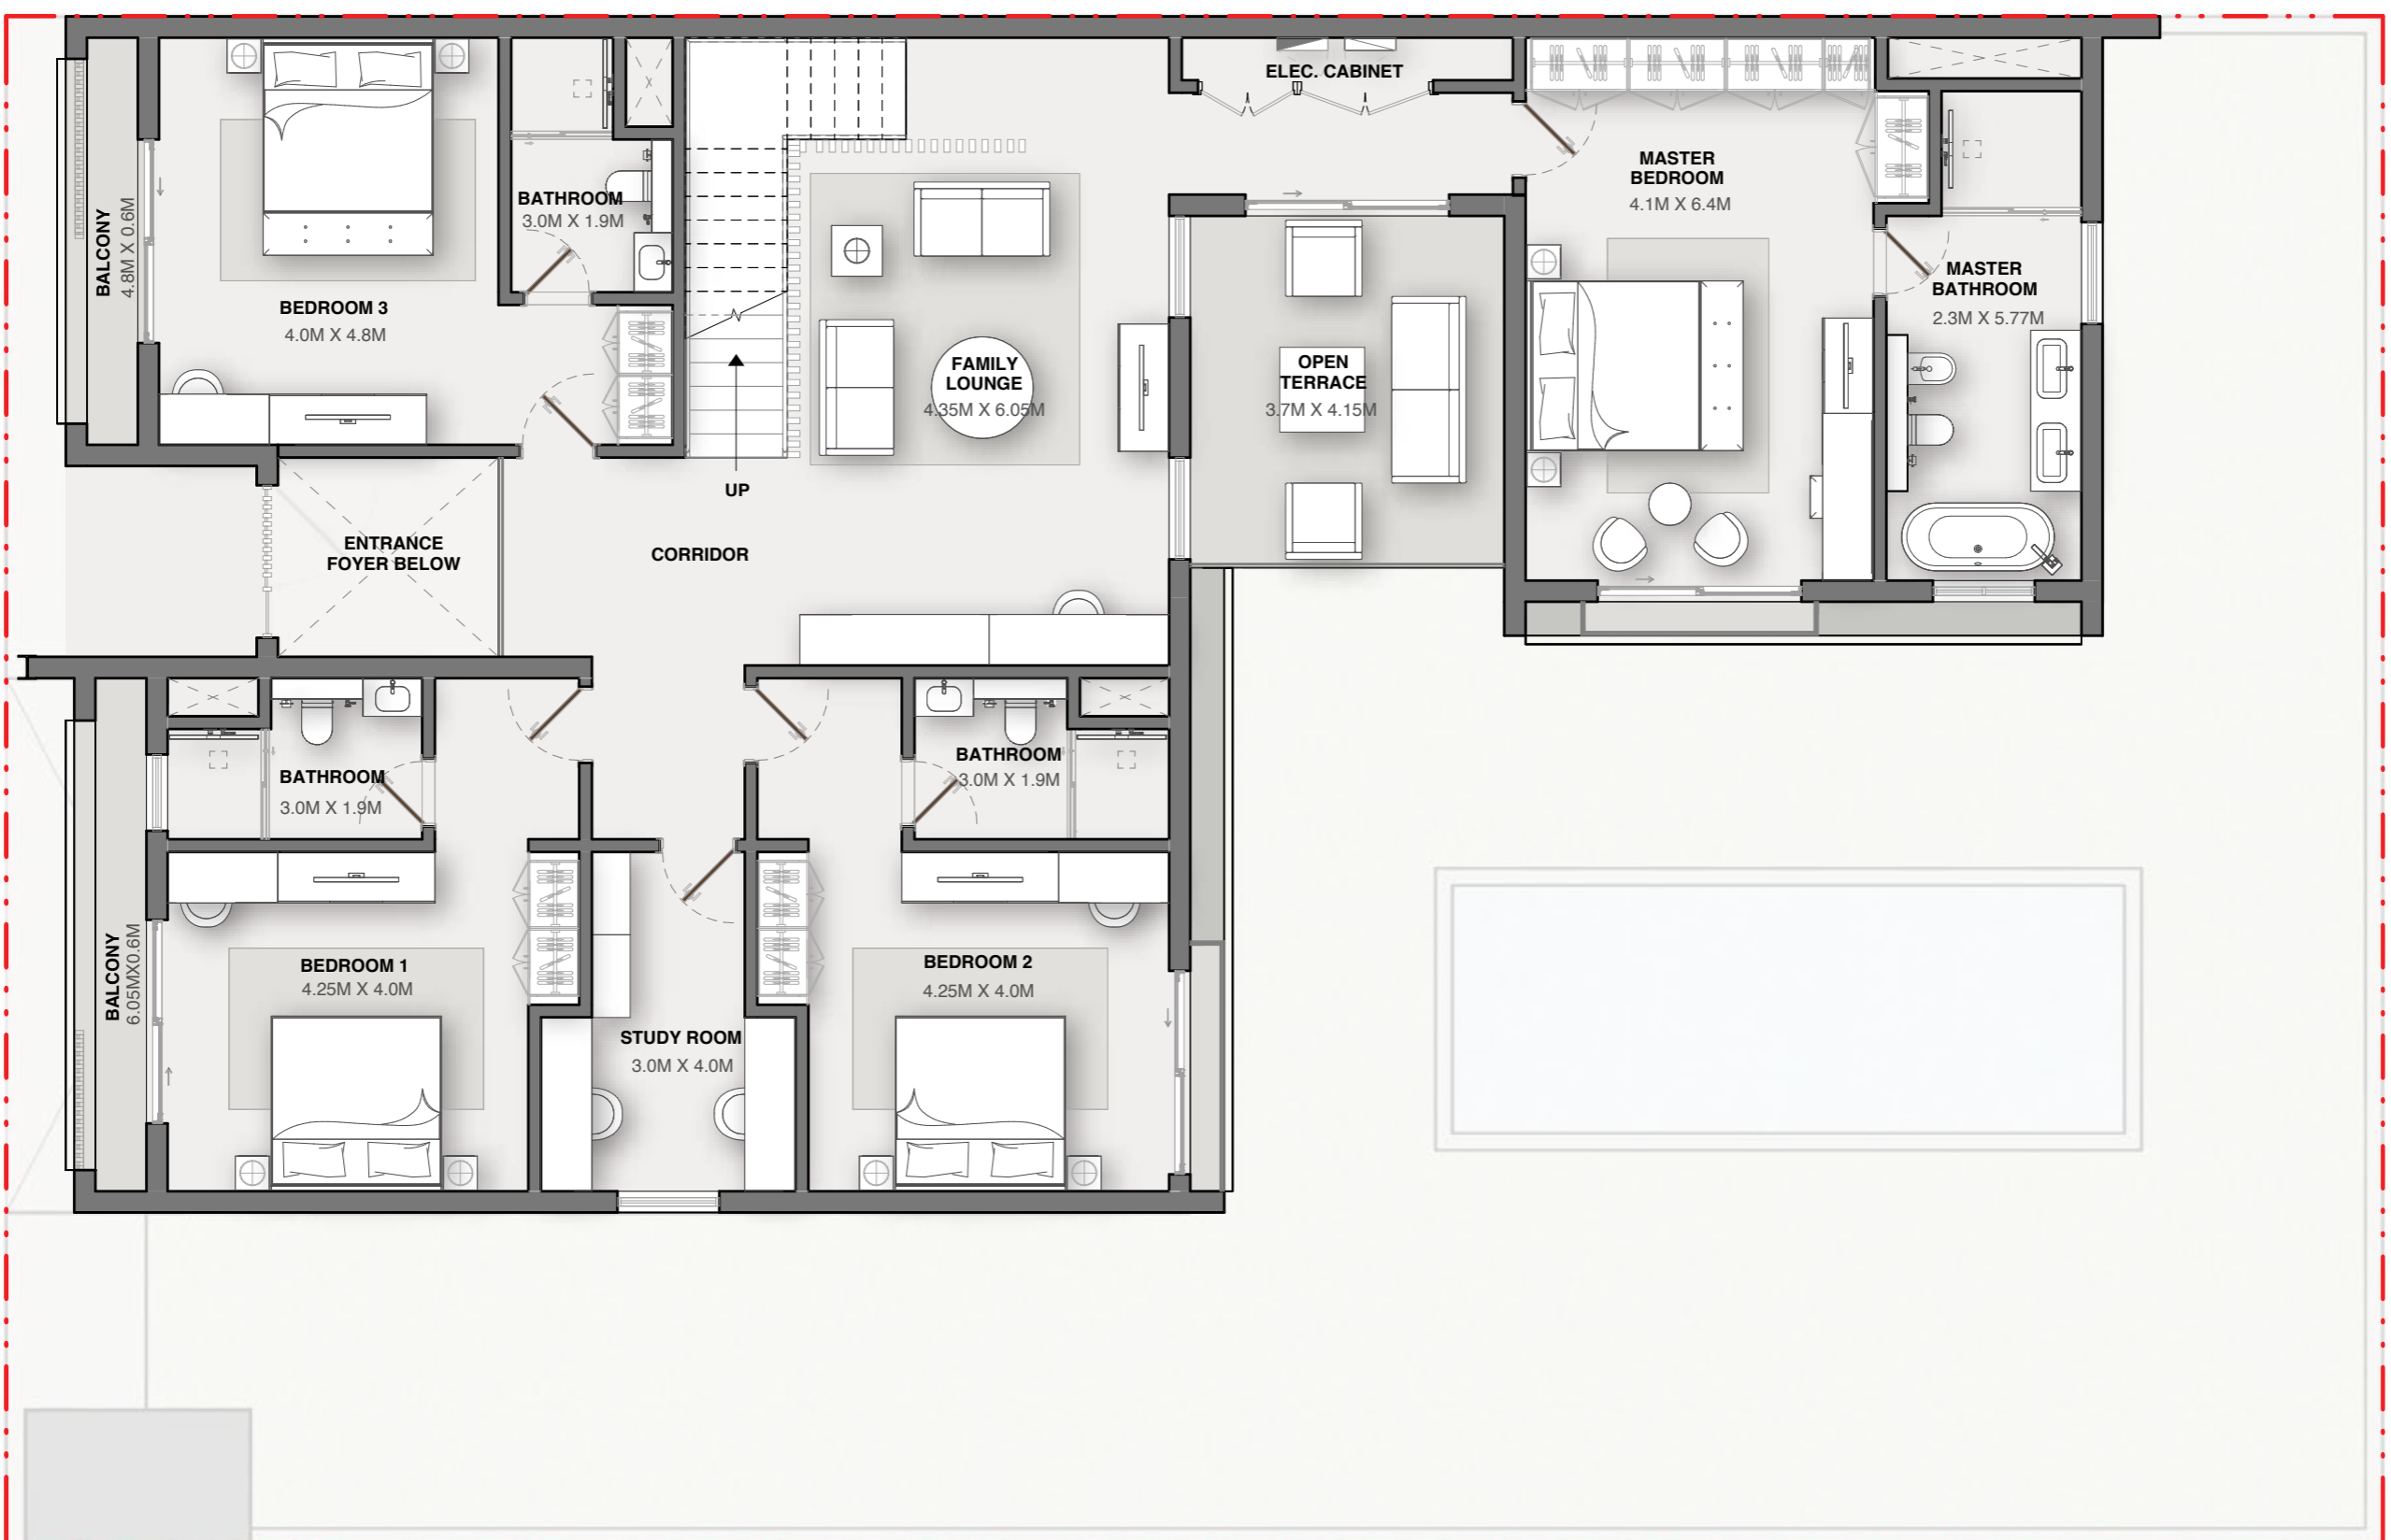 ELEC. CABINET
MASTER
BEDROOM
4.1M X 6.4M
BATHROOM
3.0M X 1.9M
BALCONY
4.8M X 0.6M
BEDROOM 3
4.0M X 4.8M
MASTER
BATHROOM
2.3M X 5.77M
FAMILY
LOUNGE
4.35M X 6.05M
OPEN
TERRACE
3.7M X 4.15M
UP
ENTRANCE
FOYER BELOW
CORRIDOR
BATHROOM
3.0M X 1.9M
BATHROOM
3.0M X 1.9M
BALCONY
6.05MX0.6M
BEDROOM 1
4.25M X 4.0M
BEDROOM 2
4.25M X 4.0M
STUDY ROOM
3.0M X 4.0M